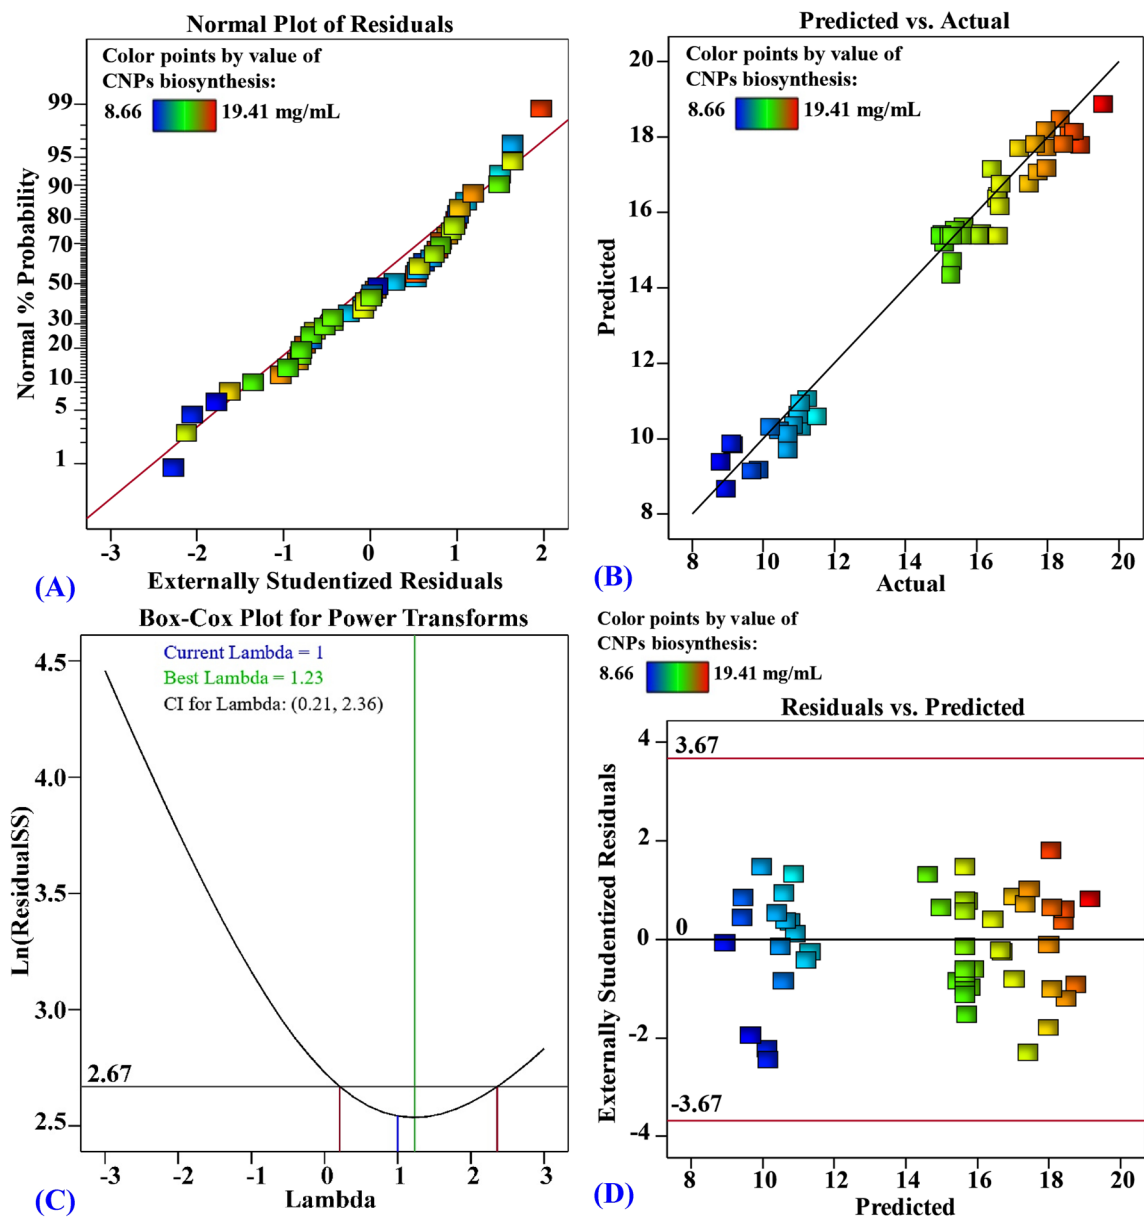 Normal Plot of Residuals
Color points by value of
CNPs biosynthesis:
8.66 19.41 mg/mL
Normal % Probability
99
95
90
80
70
50
30
20
10
5
1
-3 -2 -1 0 1 2
Externally Studentized Residuals
(A)
Predicted vs. Actual
Color points by value of
CNPs biosynthesis:
8.66 19.41 mg/mL
Predicted
20
18
16
14
12
10
8
8 10 12 14 16 18 20
Actual
(B)
Box-Cox Plot for Power Transforms
Current Lambda = 1
Best Lambda = 1.23
CI for Lambda: (0.21, 2.36)
Ln(ResidualSS)
4.5
4.0
3.5
3.0
2.67
2.5
-3 -2 -1 0 1 2 3
Lambda
(C)
Color points by value of
CNPs biosynthesis:
8.66 19.41 mg/mL
Residuals vs. Predicted
Externally Studentized Residuals
4
3.67
2
0
0
-2
-3.67
-4
8 10 12 14 16 18 20
Predicted
(D)